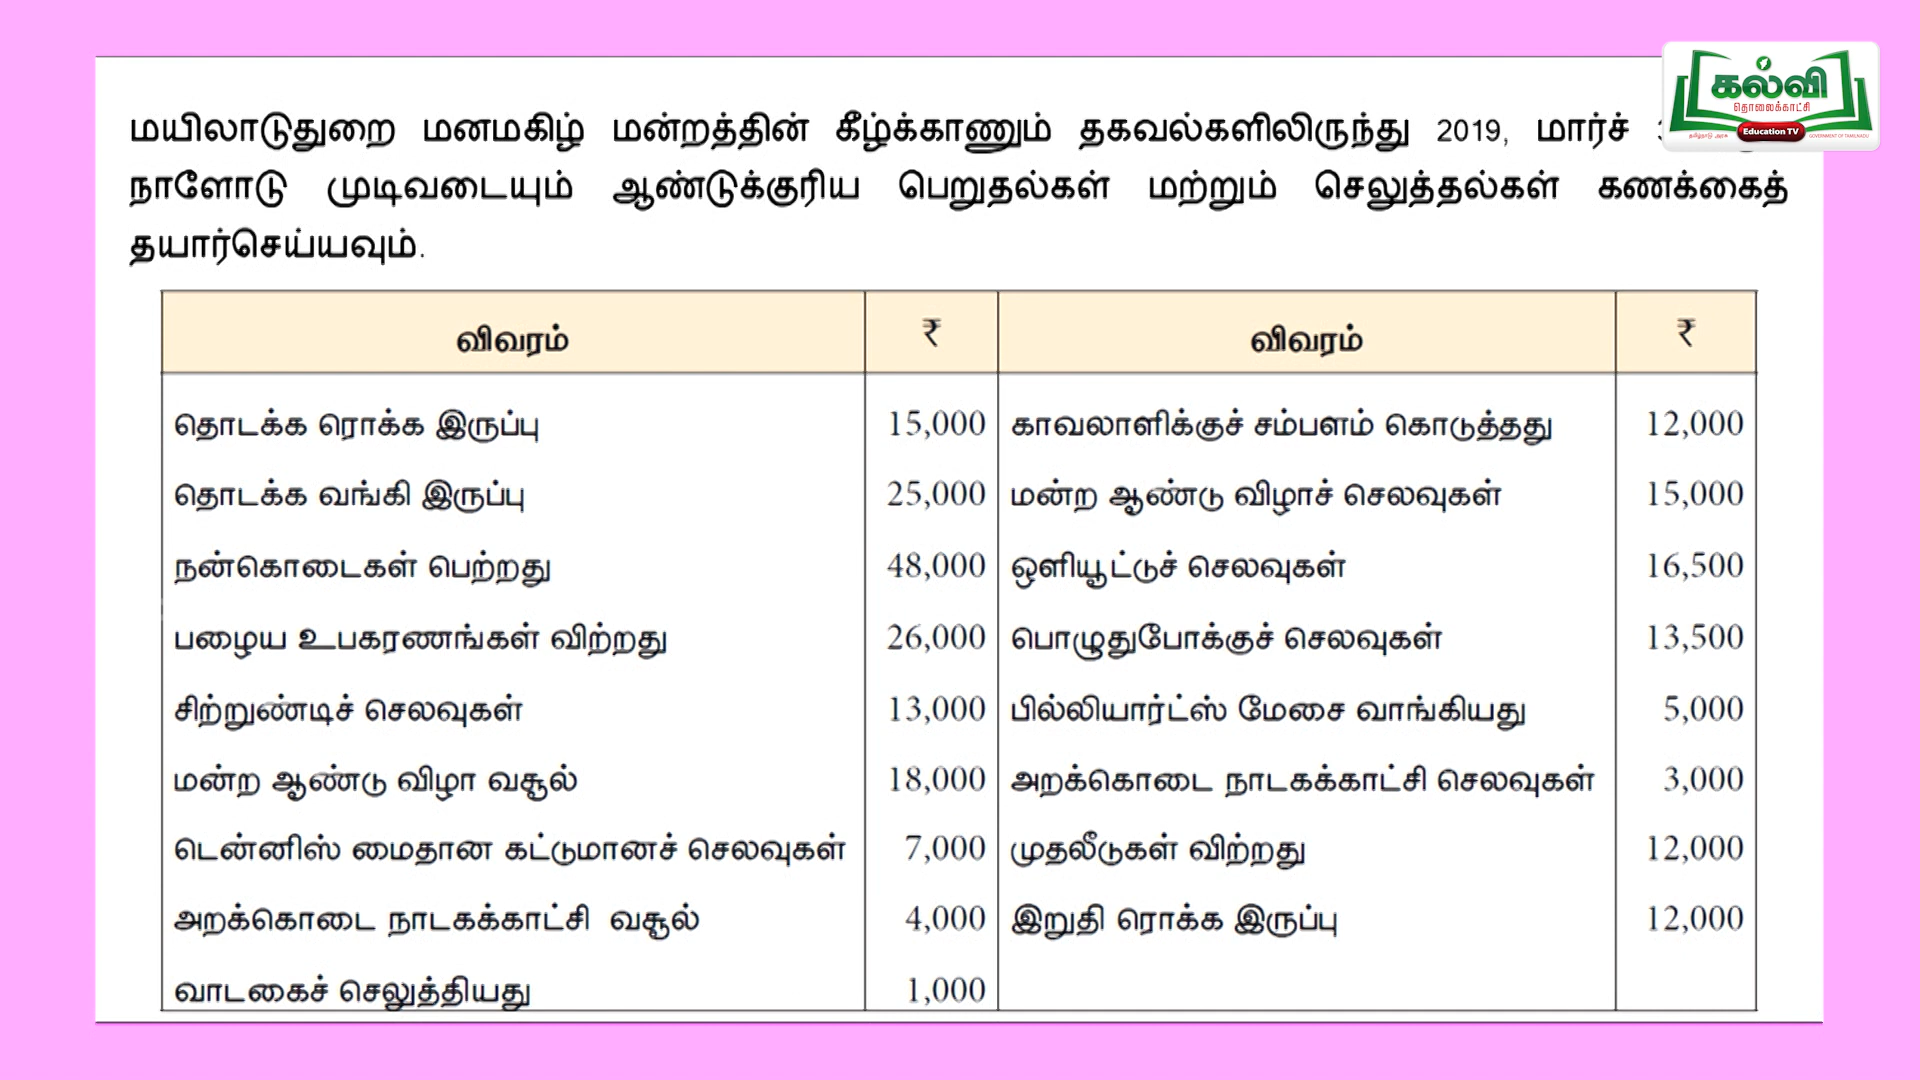 கல்வி
தொலைக்காட்சி
தமிழ்நாடு அரசு Education TV GOVERNMENT OF TAMILNADU
மயிலாடுதுறை மனமகிழ் மன்றத்தின் கீழ்க்காணும் தகவல்களிலிருந்து 2019, மார்ச்
நாளோடு முடிவடையும் ஆண்டுக்குரிய பெறுதல்கள் மற்றும் செலுத்தல்கள் கணக்கைத்
தயார்செய்யவும்.
விவரம் ₹ விவரம் ₹
தொடக்க ரொக்க இருப்பு 15,000 காவலாளிக்குச் சம்பளம் கொடுத்தது 12,000
தொடக்க வங்கி இருப்பு 25,000 மன்ற ஆண்டு விழாச் செலவுகள் 15,000
நன்கொடைகள் பெற்றது 48,000 ஒளியூட்டுச் செலவுகள் 16,500
பழைய உபகரணங்கள் விற்றது 26,000 பொழுதுபோக்குச் செலவுகள் 13,500
சிற்றுண்டிச் செலவுகள் 13,000 பில்லியார்ட்ஸ் மேசை வாங்கியது 5,000
மன்ற ஆண்டு விழா வசூல் 18,000 அறக்கொடை நாடகக்காட்சி செலவுகள் 3,000
டென்னிஸ் மைதான கட்டுமானச் செலவுகள் 7,000 முதலீடுகள் விற்றது 12,000
அறக்கொடை நாடகக்காட்சி வசூல் 4,000 இறுதி ரொக்க இருப்பு 12,000
வாடகைச் செலுத்தியது 1,000